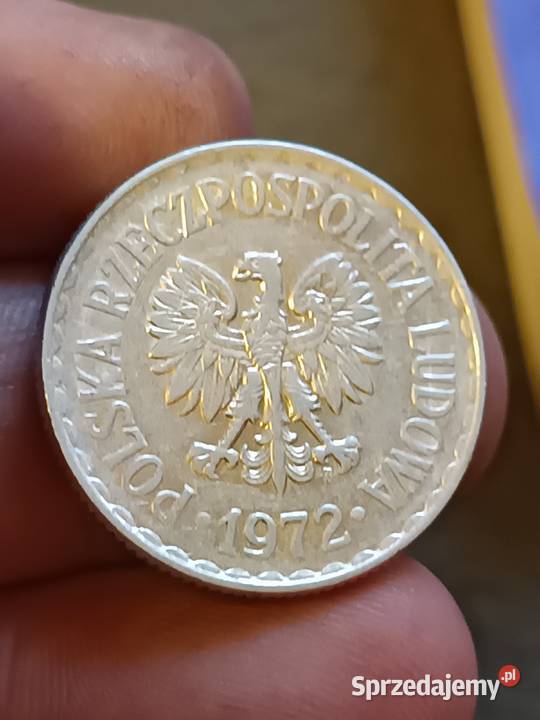 POLSKA RZECZPOSPOLITA LUDOWA
·1972·
Sprzedajemy.pl